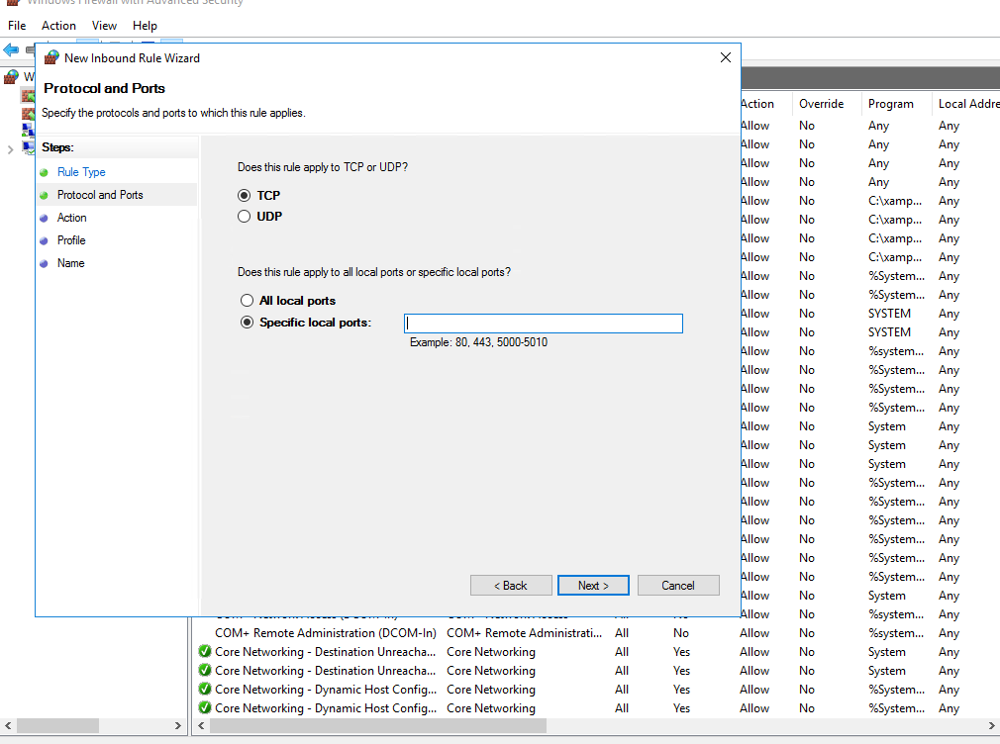 Windows Firewall with Advanced Security
File Action View Help
New Inbound Rule Wizard
Protocol and Ports
Specify the protocols and ports to which this rule applies.
Steps:
Rule Type
Protocol and Ports
Action
Profile
Name
Does this rule apply to TCP or UDP?
TCP
UDP
Does this rule apply to all local ports or specific local ports?
All local ports
Specific local ports:
Example: 80, 443, 5000-5010
< Back Next > Cancel
W
Action Override Program Local Addre
Allow No Any Any
Allow No Any Any
Allow No Any Any
Allow No Any Any
Allow No C:\xamp... Any
Allow No C:\xamp... Any
Allow No C:\xamp... Any
Allow No C:\xamp... Any
Allow No %System... Any
Allow No %System... Any
Allow No SYSTEM Any
Allow No SYSTEM Any
Allow No %system... Any
Allow No %System... Any
Allow No %System... Any
Allow No %System... Any
Allow No System Any
Allow No System Any
Allow No System Any
Allow No %System... Any
Allow No %System... Any
Allow No %System... Any
Allow No %System... Any
Allow No %System... Any
Allow No %System... Any
Allow No System Any
Allow No %system... Any
COM+ Remote Administration (DCOM-In) COM+ Remote Administrati... All No Allow No %system... Any
Core Networking - Destination Unreacha... Core Networking All Yes Allow No System Any
Core Networking - Destination Unreacha... Core Networking All Yes Allow No System Any
Core Networking - Dynamic Host Config... Core Networking All Yes Allow No %System... Any
Core Networking - Dynamic Host Config... Core Networking All Yes Allow No %System... Any